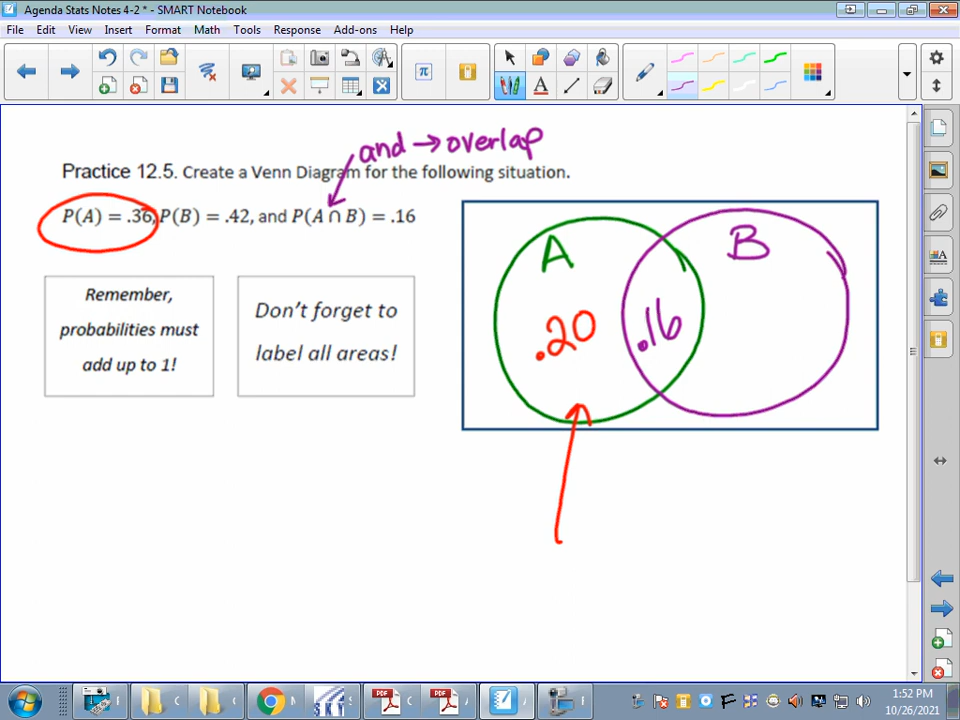 Agenda Stats Notes 4-2 * - SMART Notebook
File Edit View Insert Format Math Tools Response Add-ons Help
and → overlap
Practice 12.5. Create a Venn Diagram for the following situation.
P(A) = .36, P(B) = .42, and P(A ∩ B) = .16
Remember,
probabilities must
add up to 1!
Don't forget to
label all areas!
A
B
.20
.16
1:52 PM
10/26/2021